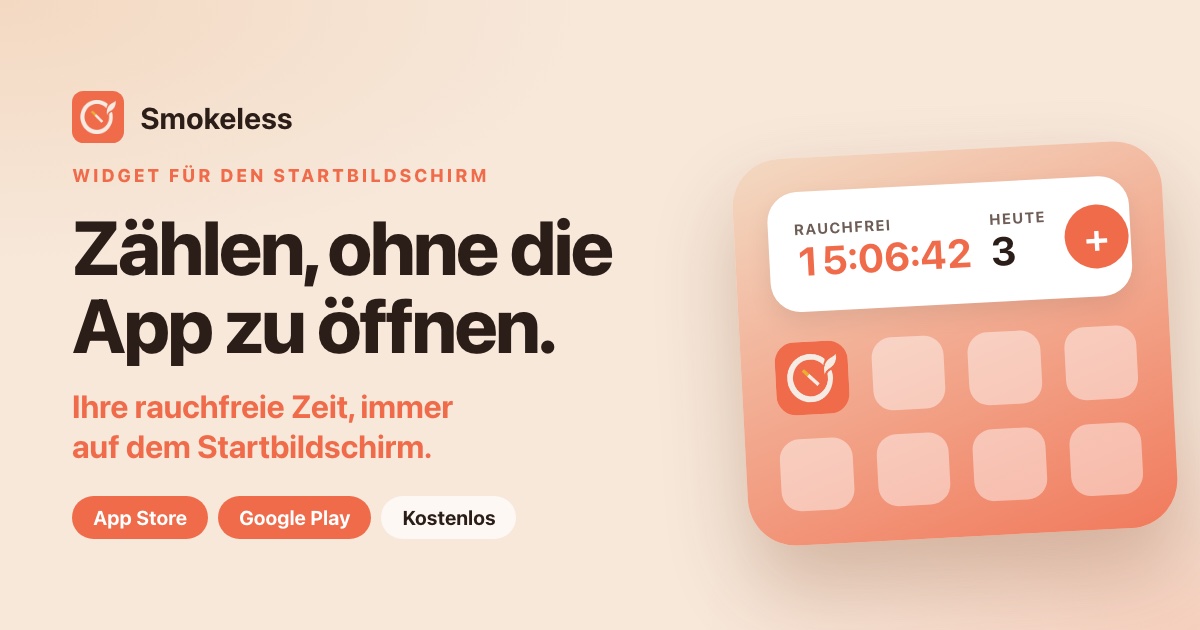 Smokeless
WIDGET FÜR DEN STARTBILDSCHIRM
Zählen, ohne die
App zu öffnen.
Ihre rauchfreie Zeit, immer
auf dem Startbildschirm.
App Store
Google Play
Kostenlos
RAUCHFREI
15:06:42
HEUTE
3
+